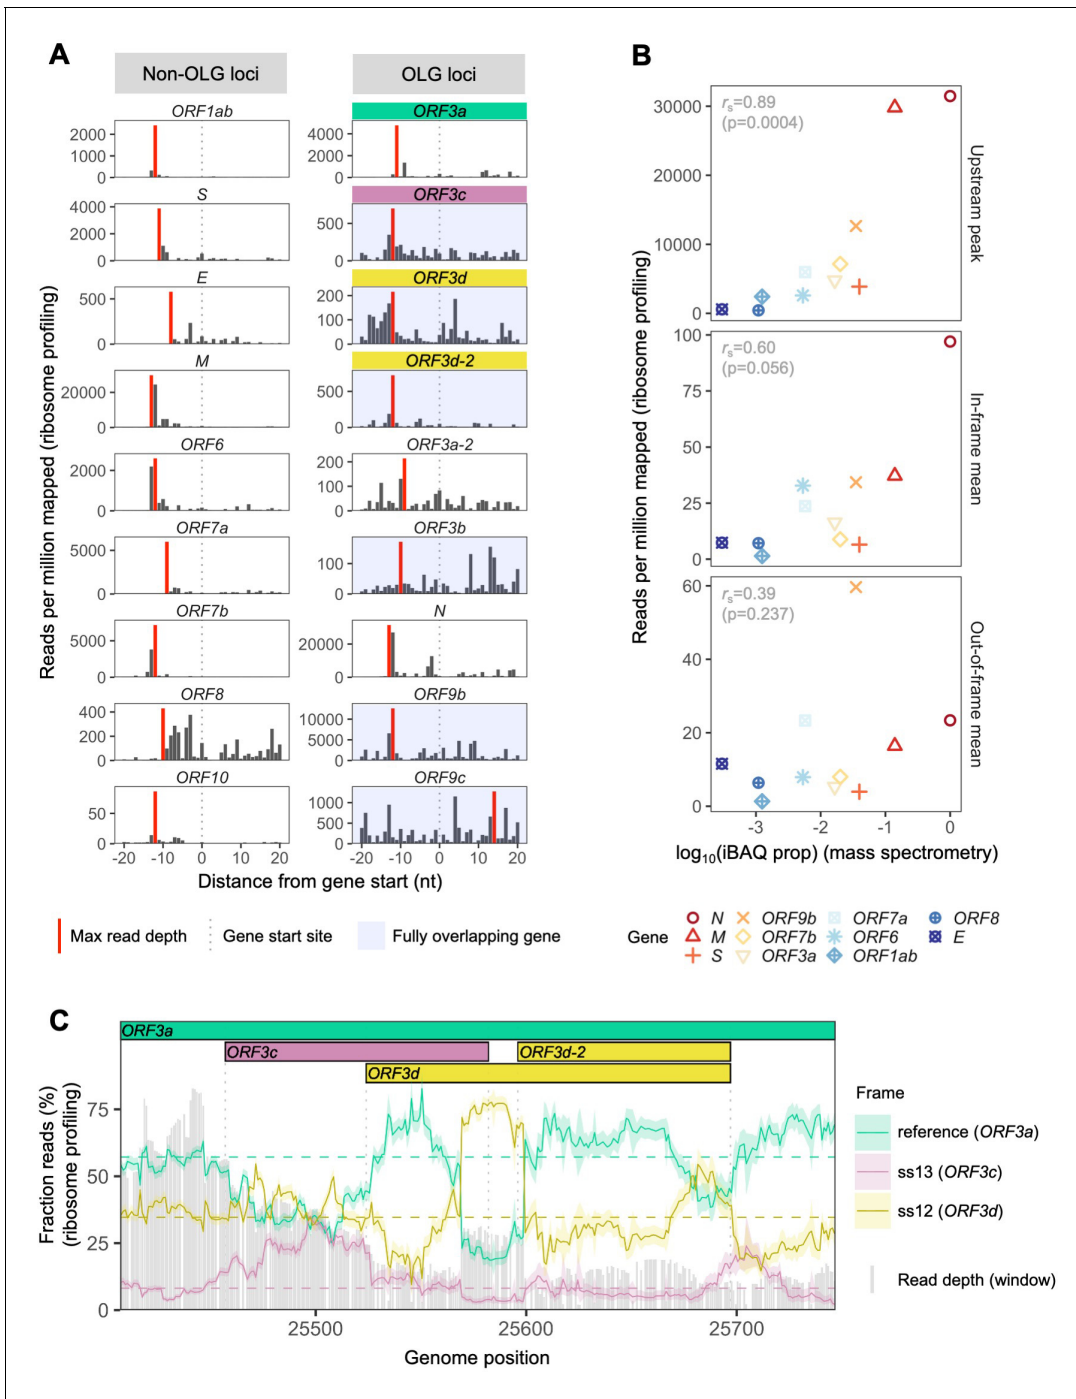 A
Non-OLG loci
OLG loci
Reads per million mapped (ribosome profiling)
ORF1ab
2000
1000
0
ORF3a
4000
2000
0
S
4000
2000
0
ORF3c
500
0
E
500
0
ORF3d
200
100
0
M
20000
0
ORF3d-2
500
0
ORF6
2000
0
ORF3a-2
200
100
0
ORF7a
5000
0
ORF3b
100
0
ORF7b
5000
0
N
20000
0
ORF8
400
200
0
ORF9b
10000
5000
0
ORF10
50
0
ORF9c
1000
500
0
-20 -10 0 10 20
-20 -10 0 10 20
Distance from gene start (nt)
Max read depth
Gene start site
Fully overlapping gene
B
Reads per million mapped (ribosome profiling)
rs=0.89
(p=0.0004)
30000
20000
10000
0
Upstream peak
rs=0.60
(p=0.056)
100
75
50
25
0
In-frame mean
rs=0.39
(p=0.237)
60
40
20
0
Out-of-frame mean
-3 -2 -1 0
log10(iBAQ prop) (mass spectrometry)
Gene
N ORF9b ORF7a ORF8
M ORF7b ORF6 E
S ORF3a ORF1ab
C
ORF3a
ORF3c
ORF3d-2
ORF3d
Fraction reads (%)
(ribosome profiling)
75
50
25
0
25500 25600 25700
Genome position
Frame
reference (ORF3a)
ss13 (ORF3c)
ss12 (ORF3d)
Read depth (window)